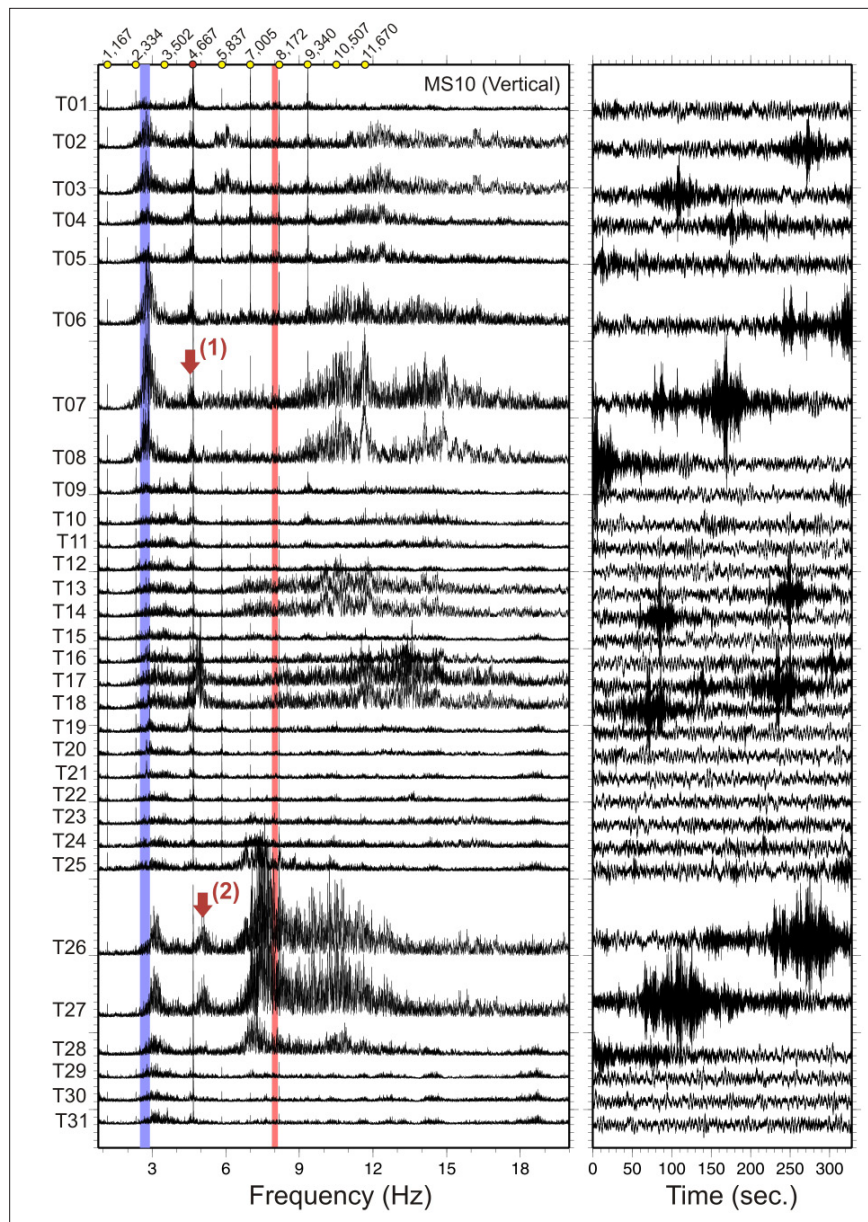 1,167 2,334 3,502 4,667 5,837 7,005 8,172 9,340 10,507 11,670
MS10 (Vertical)
T01
T02
T03
T04
T05
T06
(1)
T07
T08
T09
T10
T11
T12
T13
T14
T15
T16
T17
T18
T19
T20
T21
T22
T23
T24
T25
(2)
T26
T27
T28
T29
T30
T31
3 6 9 12 15 18
0 50 100 150 200 250 300
Frequency (Hz)
Time (sec.)